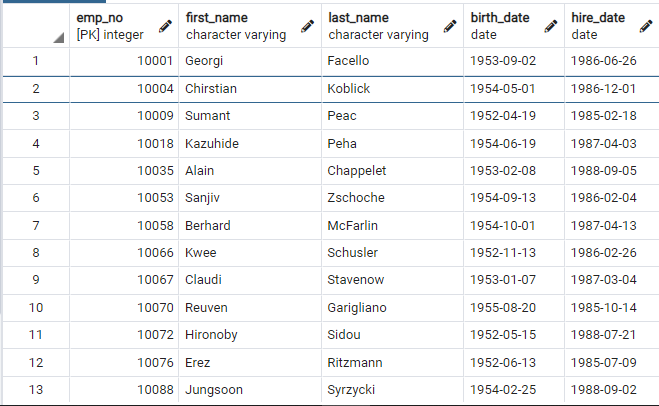 emp_no first_name last_name birth_date hire_date
[PK] integer character varying character varying date date
1 10001 Georgi Facello 1953-09-02 1986-06-26
2 10004 Chirstian Koblick 1954-05-01 1986-12-01
3 10009 Sumant Peac 1952-04-19 1985-02-18
4 10018 Kazuhide Peha 1954-06-19 1987-04-03
5 10035 Alain Chappelet 1953-02-08 1988-09-05
6 10053 Sanjiv Zschoche 1954-09-13 1986-02-04
7 10058 Berhard McFarlin 1954-10-01 1987-04-13
8 10066 Kwee Schusler 1952-11-13 1986-02-26
9 10067 Claudi Stavenow 1953-01-07 1987-03-04
10 10070 Reuven Garigliano 1955-08-20 1985-10-14
11 10072 Hironoby Sidou 1952-05-15 1988-07-21
12 10076 Erez Ritzmann 1952-06-13 1985-07-09
13 10088 Jungsoon Syrzycki 1954-02-25 1988-09-02